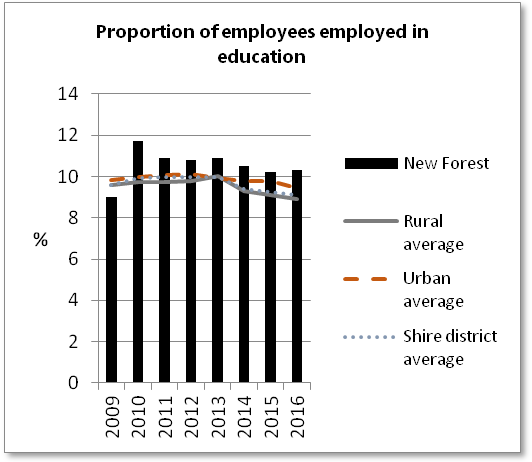 Proportion of employees employed in
education
14
12
10
8
6
4
2
0
%
2009
2010
2011
2012
2013
2014
2015
2016
New Forest
Rural
average
Urban
average
Shire district
average